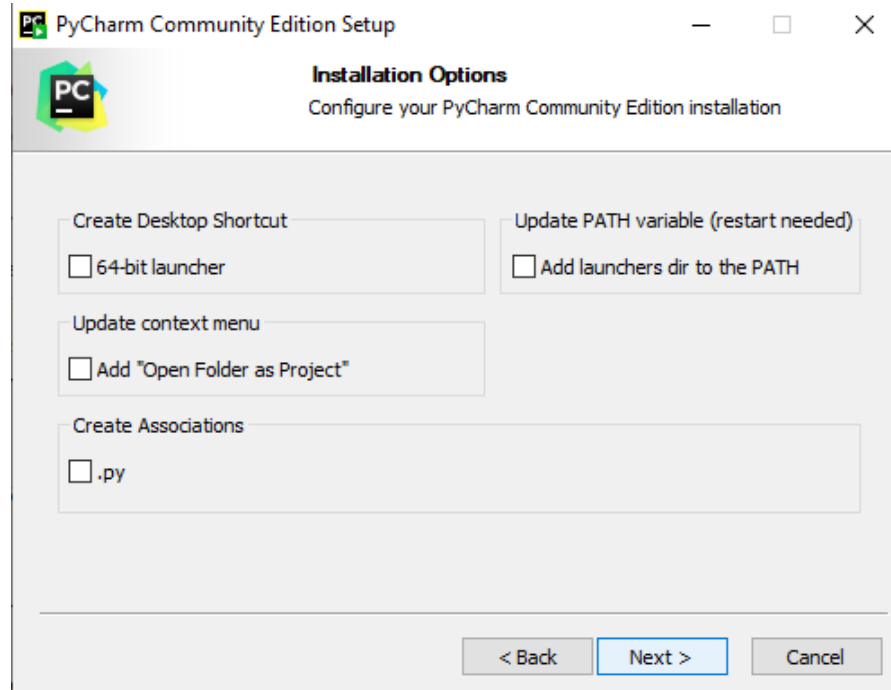 PyCharm Community Edition Setup
PC
Installation Options
Configure your PyCharm Community Edition installation
Create Desktop Shortcut
64-bit launcher
Update PATH variable (restart needed)
Add launchers dir to the PATH
Update context menu
Add "Open Folder as Project"
Create Associations
.py
< Back
Next >
Cancel